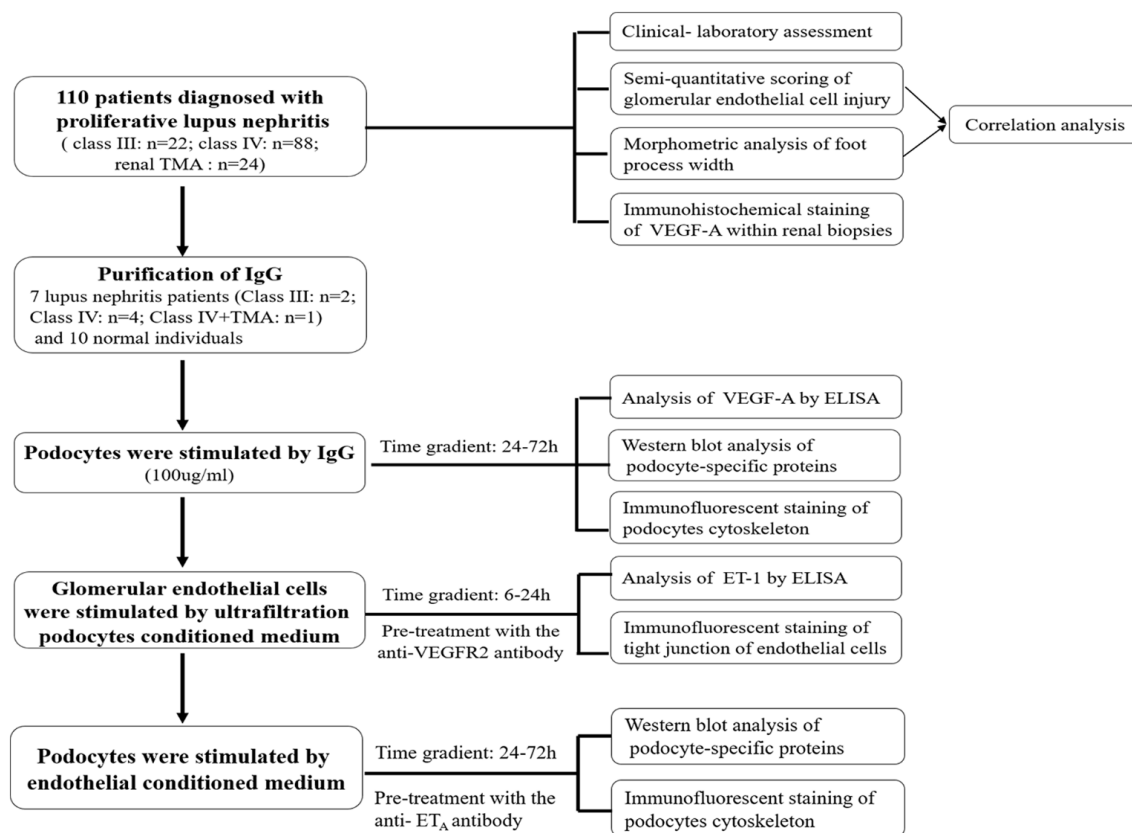 110 patients diagnosed with
proliferative lupus nephritis
( class III: n=22; class IV: n=88;
renal TMA : n=24)
Clinical- laboratory assessment
Semi-quantitative scoring of
glomerular endothelial cell injury
Morphometric analysis of foot
process width
Immunohistochemical staining
of VEGF-A within renal biopsies
Correlation analysis
Purification of IgG
7 lupus nephritis patients (Class III: n=2;
Class IV: n=4; Class IV+TMA: n=1)
and 10 normal individuals
Podocytes were stimulated by IgG
(100ug/ml)
Time gradient: 24-72h
Analysis of VEGF-A by ELISA
Western blot analysis of
podocyte-specific proteins
Immunofluorescent staining of
podocytes cytoskeleton
Glomerular endothelial cells
were stimulated by ultrafiltration
podocytes conditioned medium
Time gradient: 6-24h
Pre-treatment with the
anti-VEGFR2 antibody
Analysis of ET-1 by ELISA
Immunofluorescent staining of
tight junction of endothelial cells
Podocytes were stimulated by
endothelial conditioned medium
Time gradient: 24-72h
Pre-treatment with the
anti- ETA antibody
Western blot analysis of
podocyte-specific proteins
Immunofluorescent staining of
podocytes cytoskeleton